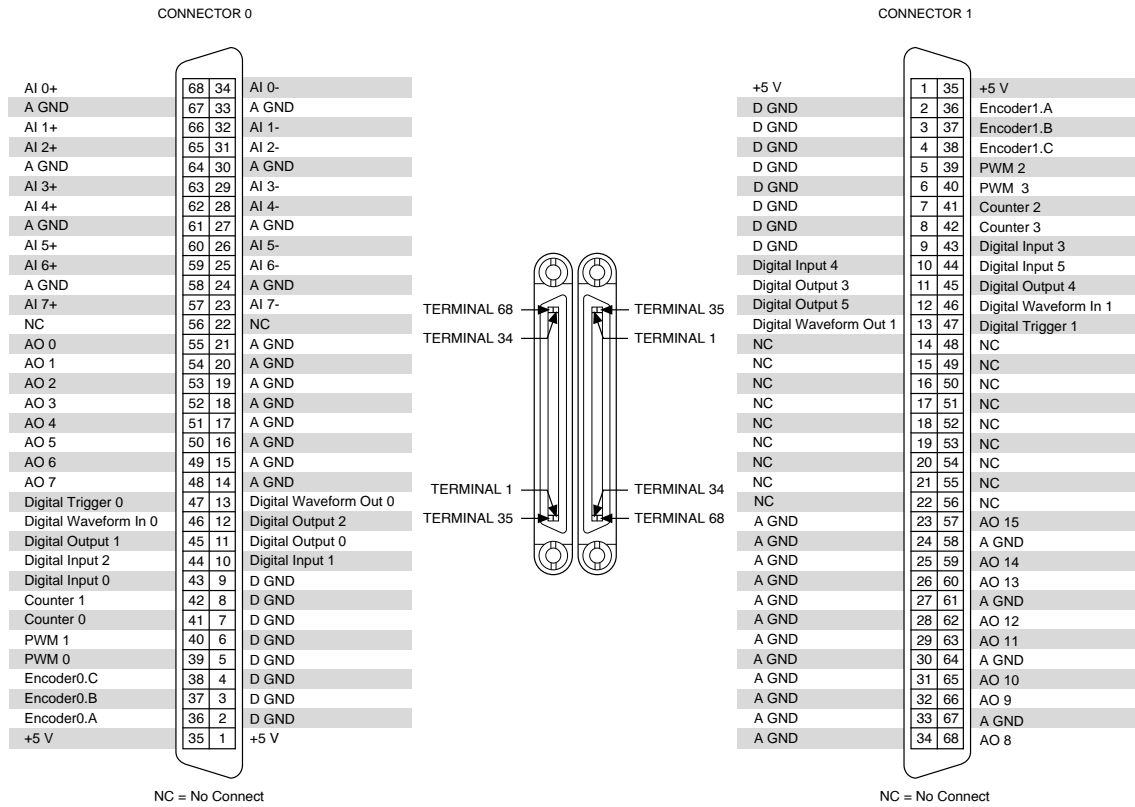 CONNECTOR 0
AI 0+ 68 34 AI 0-
A GND 67 33 A GND
AI 1+ 66 32 AI 1-
AI 2+ 65 31 AI 2-
A GND 64 30 A GND
AI 3+ 63 29 AI 3-
AI 4+ 62 28 AI 4-
A GND 61 27 A GND
AI 5+ 60 26 AI 5-
AI 6+ 59 25 AI 6-
A GND 58 24 A GND
AI 7+ 57 23 AI 7-
NC 56 22 NC
AO 0 55 21 A GND
AO 1 54 20 A GND
AO 2 53 19 A GND
AO 3 52 18 A GND
AO 4 51 17 A GND
AO 5 50 16 A GND
AO 6 49 15 A GND
AO 7 48 14 A GND
Digital Trigger 0 47 13 Digital Waveform Out 0
Digital Waveform In 0 46 12 Digital Output 2
Digital Output 1 45 11 Digital Output 0
Digital Input 2 44 10 Digital Input 1
Digital Input 0 43 9 D GND
Counter 1 42 8 D GND
Counter 0 41 7 D GND
PWM 1 40 6 D GND
PWM 0 39 5 D GND
Encoder0.C 38 4 D GND
Encoder0.B 37 3 D GND
Encoder0.A 36 2 D GND
+5 V 35 1 +5 V
NC = No Connect
TERMINAL 68
TERMINAL 34
TERMINAL 1
TERMINAL 35
TERMINAL 35
TERMINAL 1
TERMINAL 34
TERMINAL 68
CONNECTOR 1
+5 V 1 35 +5 V
D GND 2 36 Encoder1.A
D GND 3 37 Encoder1.B
D GND 4 38 Encoder1.C
D GND 5 39 PWM 2
D GND 6 40 PWM 3
D GND 7 41 Counter 2
D GND 8 42 Counter 3
D GND 9 43 Digital Input 3
Digital Input 4 10 44 Digital Input 5
Digital Output 3 11 45 Digital Output 4
Digital Output 5 12 46 Digital Waveform In 1
Digital Waveform Out 1 13 47 Digital Trigger 1
NC 14 48 NC
NC 15 49 NC
NC 16 50 NC
NC 17 51 NC
NC 18 52 NC
NC 19 53 NC
NC 20 54 NC
NC 21 55 NC
NC 22 56 NC
A GND 23 57 AO 15
A GND 24 58 A GND
A GND 25 59 AO 14
A GND 26 60 AO 13
A GND 27 61 A GND
A GND 28 62 AO 12
A GND 29 63 AO 11
A GND 30 64 A GND
A GND 31 65 AO 10
A GND 32 66 AO 9
A GND 33 67 A GND
A GND 34 68 AO 8
NC = No Connect